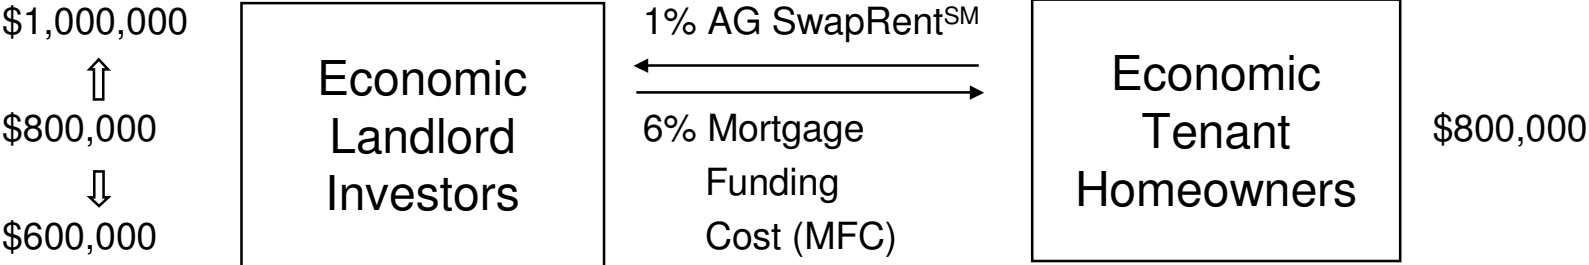 $1,000,000
$800,000
$600,000
Economic
Landlord
Investors
1% AG SwapRentSM
6% Mortgage
Funding
Cost (MFC)
Economic
Tenant
Homeowners
$800,000